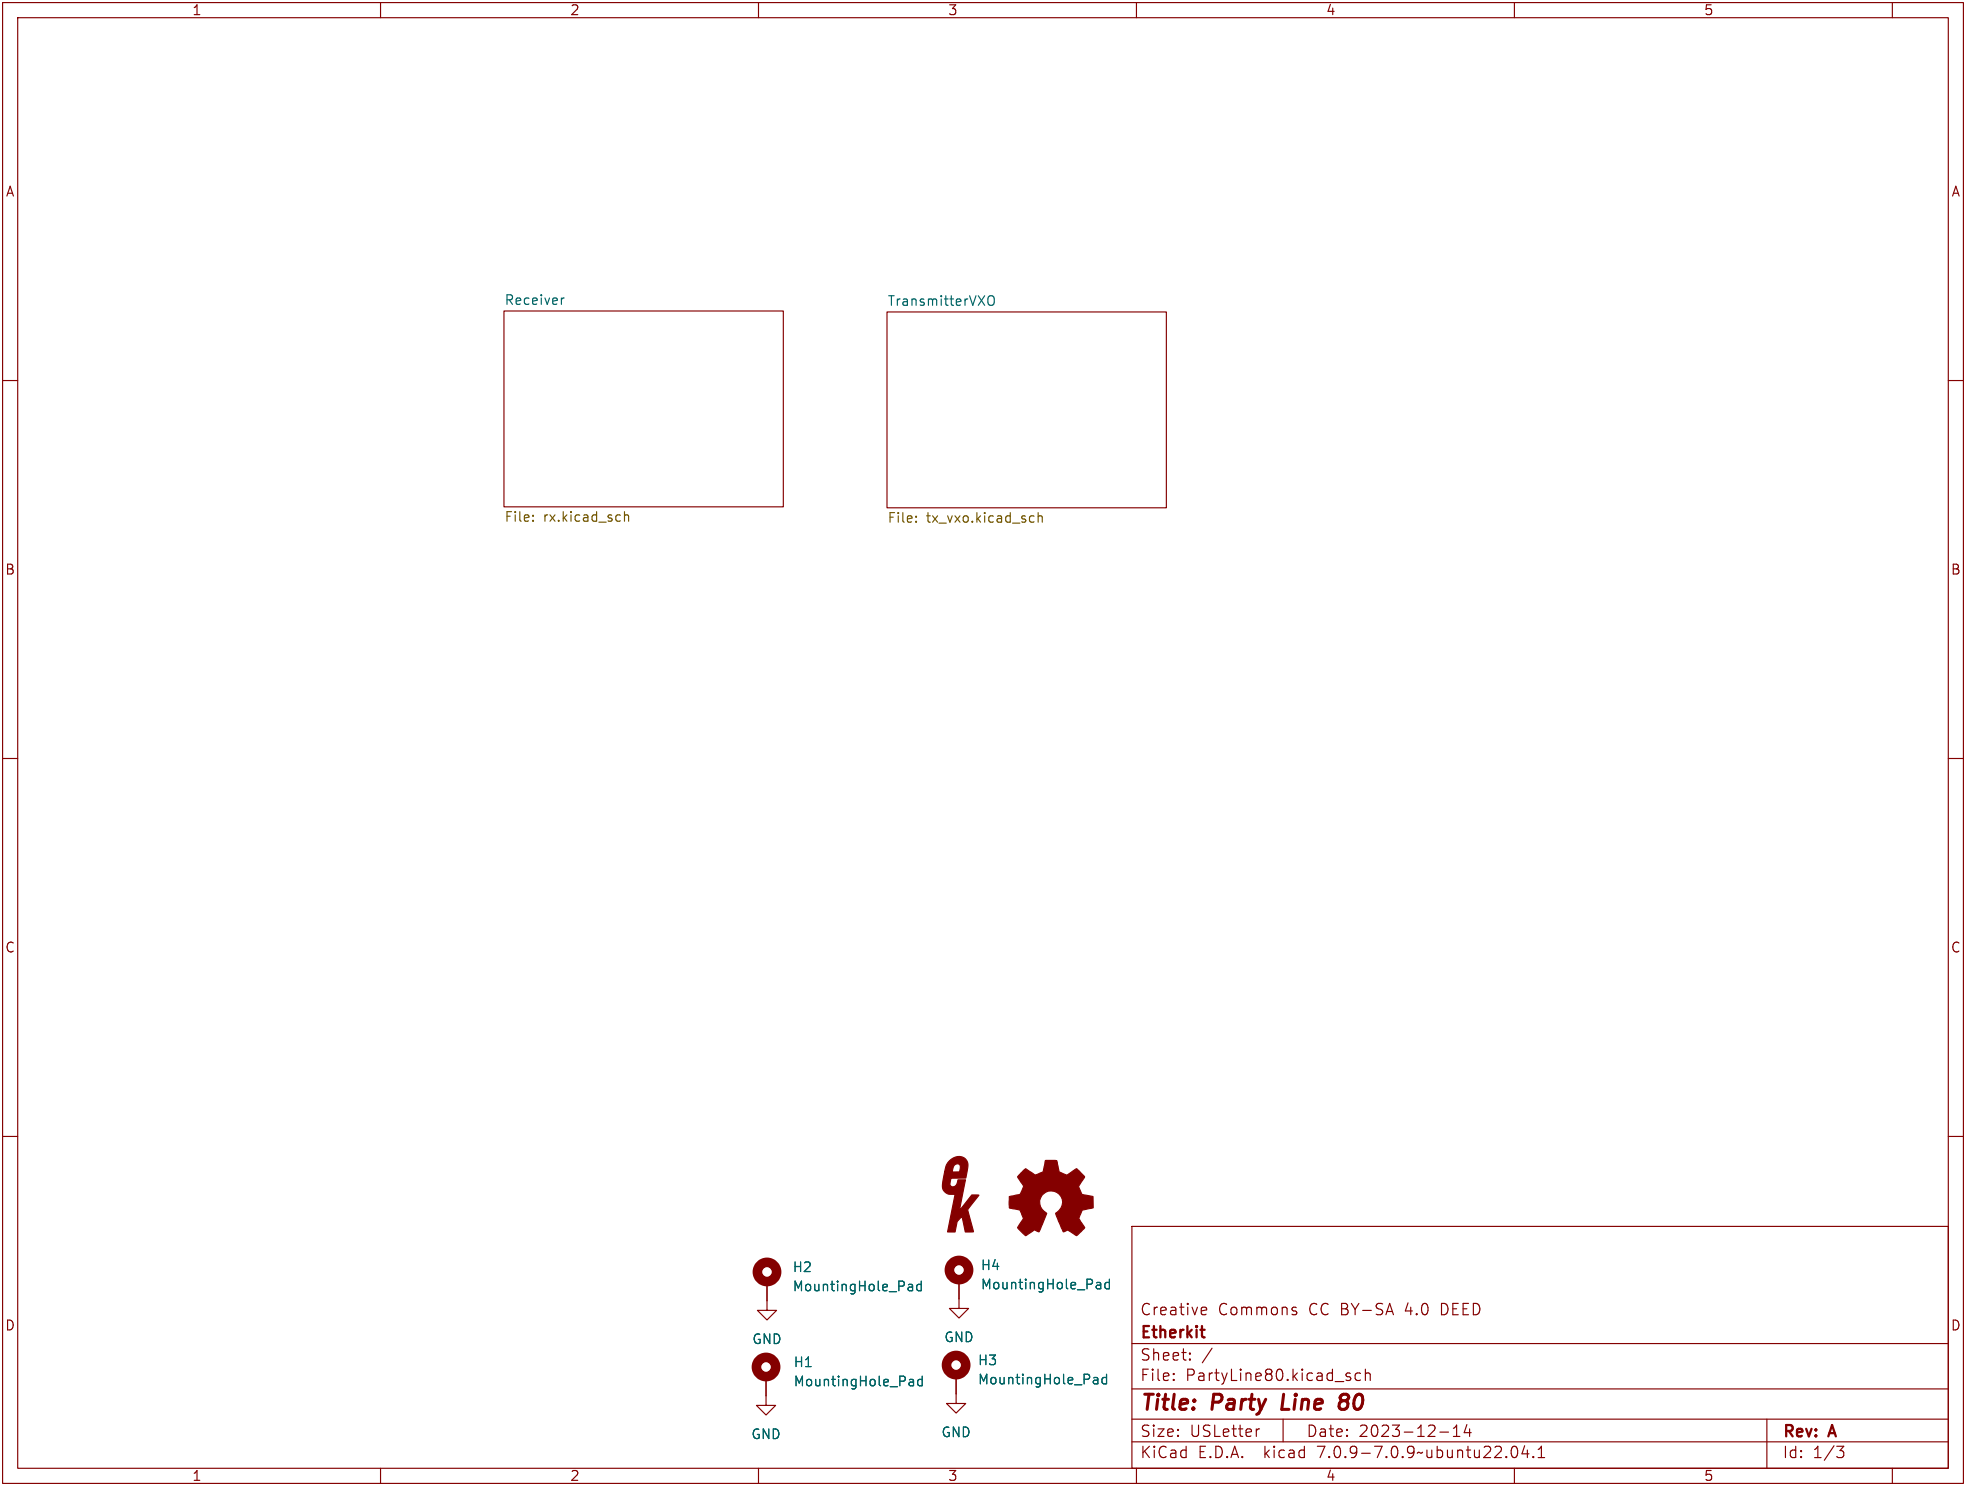 1 2 3 4 5
A A
Receiver
TransmitterVXO
File: rx.kicad_sch
File: tx_vxo.kicad_sch
B B
C C
ek
H2
MountingHole_Pad
GND
H4
MountingHole_Pad
GND
H1
MountingHole_Pad
GND
H3
MountingHole_Pad
GND
D D
Creative Commons CC BY-SA 4.0 DEED
Etherkit
Sheet: /
File: PartyLine80.kicad_sch
Title: Party Line 80
Size: USLetter Date: 2023-12-14 Rev: A
KiCad E.D.A. kicad 7.0.9-7.0.9~ubuntu22.04.1 Id: 1/3
1 2 3 4 5